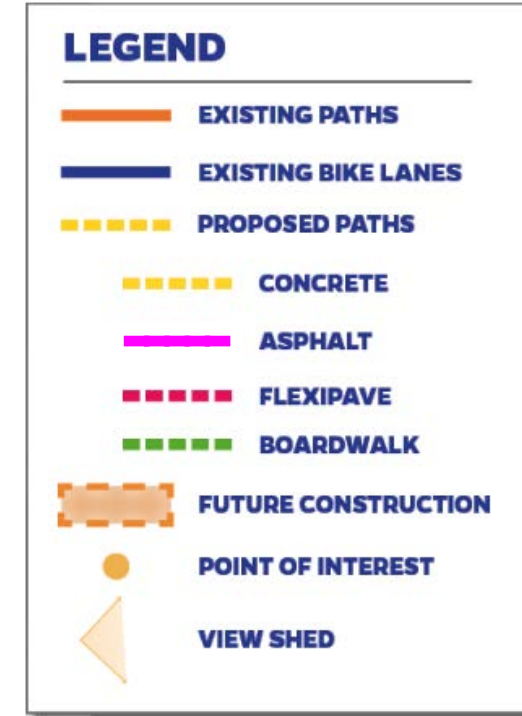 LEGEND
EXISTING PATHS
EXISTING BIKE LANES
PROPOSED PATHS
CONCRETE
ASPHALT
FLEXIPAVE
BOARDWALK
FUTURE CONSTRUCTION
POINT OF INTEREST
VIEW SHED